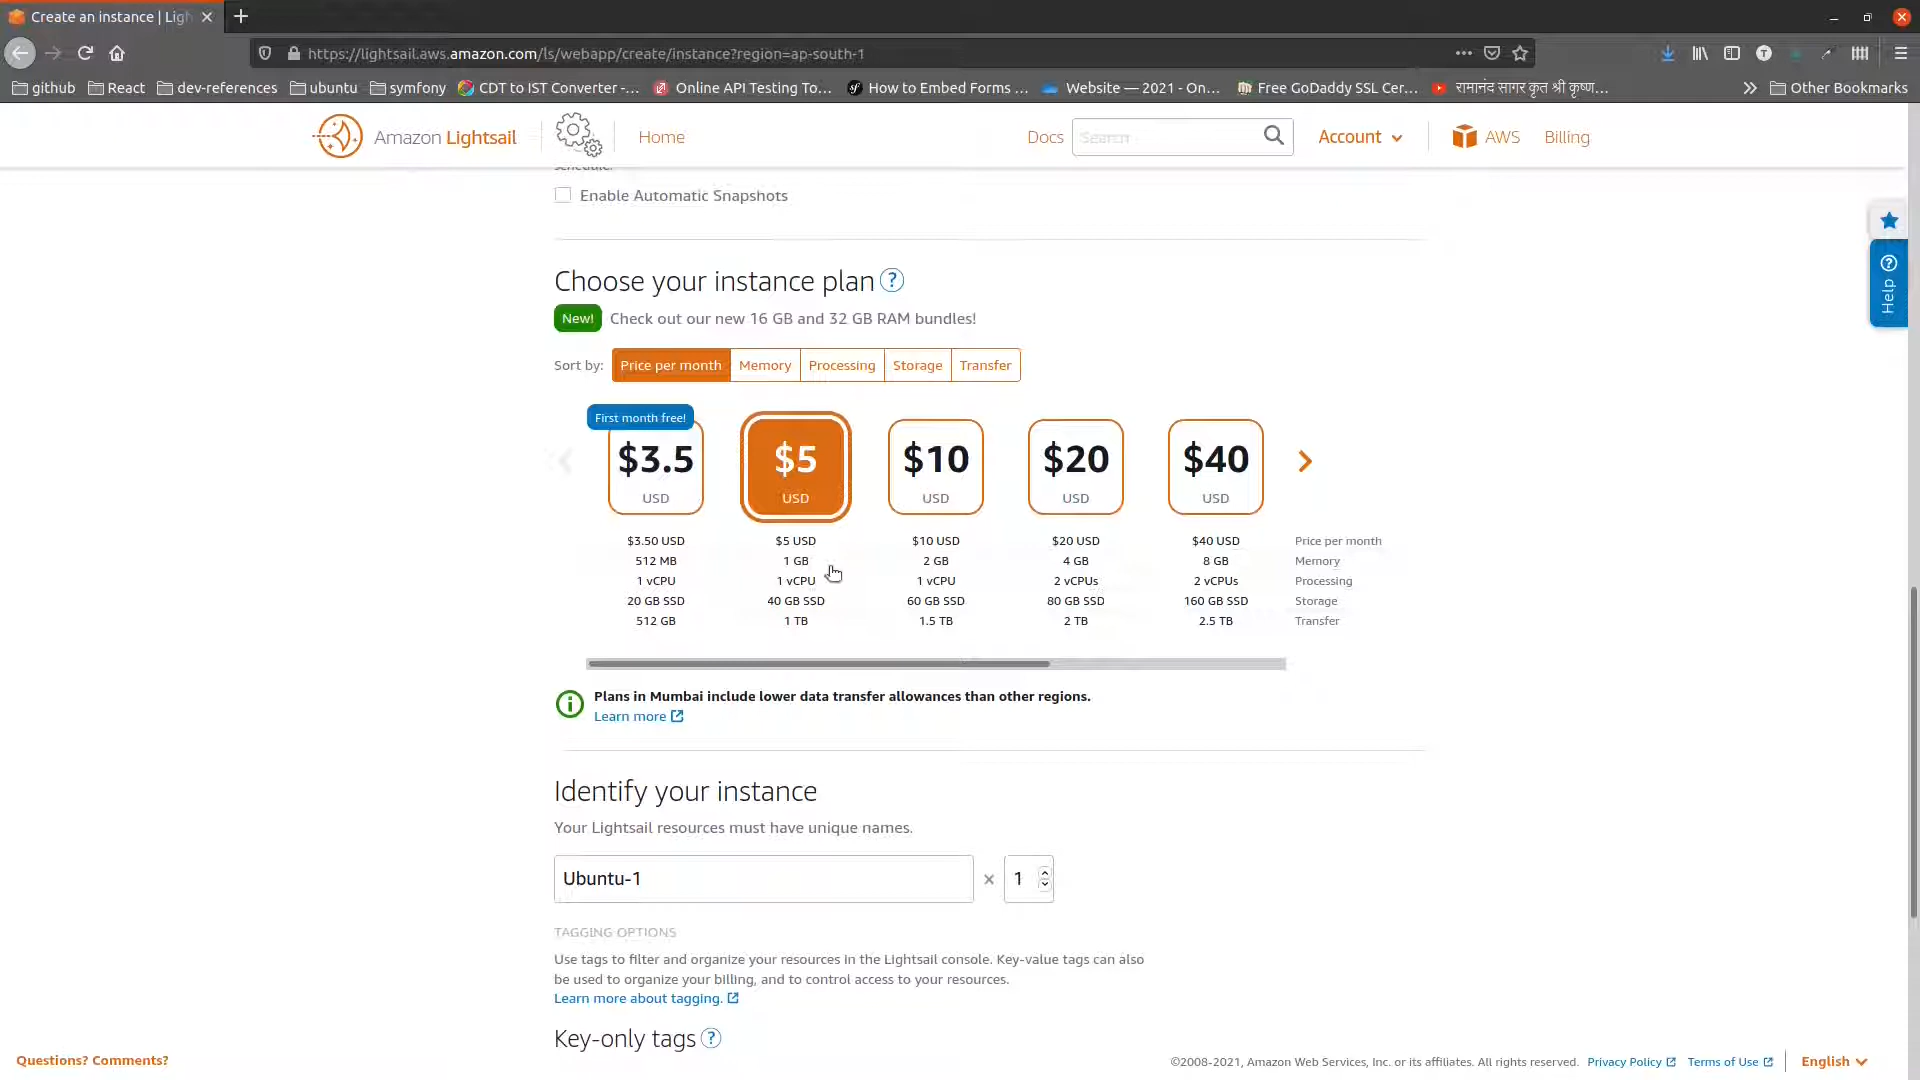 Create an instance | Ligh
https://lightsail.aws.amazon.com/ls/webapp/create/instance?region=ap-south-1
github React dev-references ubuntu symfony CDT to IST Converter -... Online API Testing To... How to Embed Forms ... Website — 2021 - On... Free GoDaddy SSL Cer... रामानंद सागर कृत श्री कृष्ण... Other Bookmarks
Amazon Lightsail Home Docs Search Account AWS Billing
schedule.
Enable Automatic Snapshots
Choose your instance plan ?
New! Check out our new 16 GB and 32 GB RAM bundles!
Sort by: Price per month Memory Processing Storage Transfer
First month free!
$3.5 $5 $10 $20 $40
USD USD USD USD USD
$3.50 USD $5 USD $10 USD $20 USD $40 USD Price per month
512 MB 1 GB 2 GB 4 GB 8 GB Memory
1 vCPU 1 vCPU 1 vCPU 2 vCPUs 2 vCPUs Processing
20 GB SSD 40 GB SSD 60 GB SSD 80 GB SSD 160 GB SSD Storage
512 GB 1 TB 1.5 TB 2 TB 2.5 TB Transfer
Plans in Mumbai include lower data transfer allowances than other regions.
Learn more
Identify your instance
Your Lightsail resources must have unique names.
Ubuntu-1 × 1
TAGGING OPTIONS
Use tags to filter and organize your resources in the Lightsail console. Key-value tags can also
be used to organize your billing, and to control access to your resources.
Learn more about tagging.
Key-only tags ?
Help
Questions? Comments? ©2008-2021, Amazon Web Services, Inc. or its affiliates. All rights reserved. Privacy Policy Terms of Use English